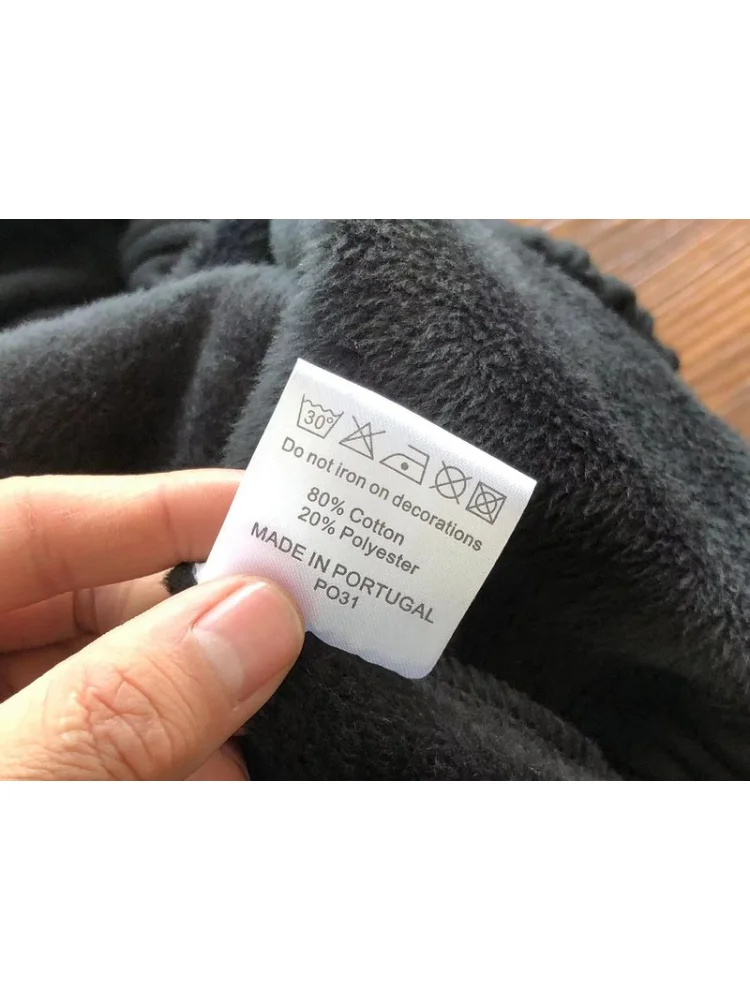 30°
Do not iron on decorations
80% Cotton
20% Polyester
MADE IN PORTUGAL
PO31